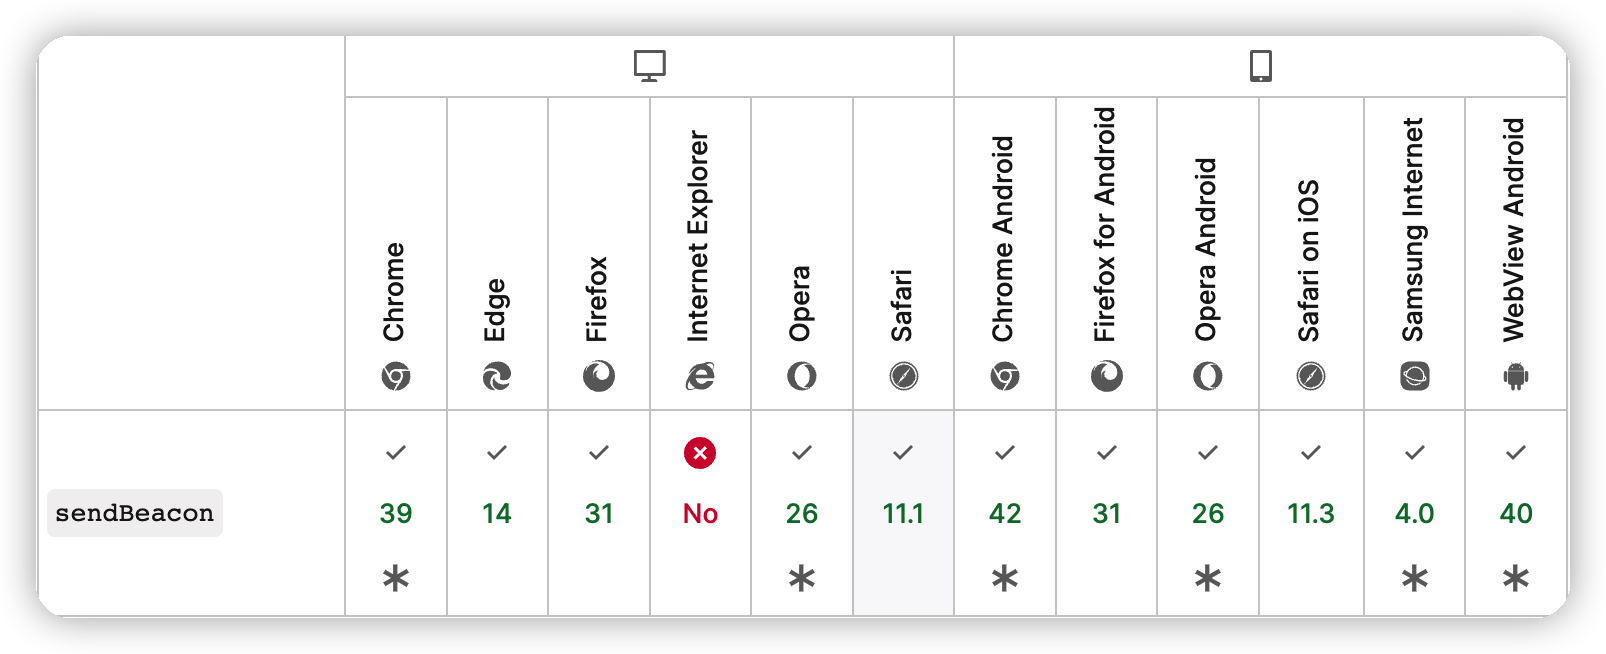 Chrome
Edge
Firefox
Internet Explorer
Opera
Safari
Chrome Android
Firefox for Android
Opera Android
Safari on iOS
Samsung Internet
WebView Android
sendBeacon
39
14
31
No
26
11.1
42
31
26
11.3
4.0
40
* * * * * *